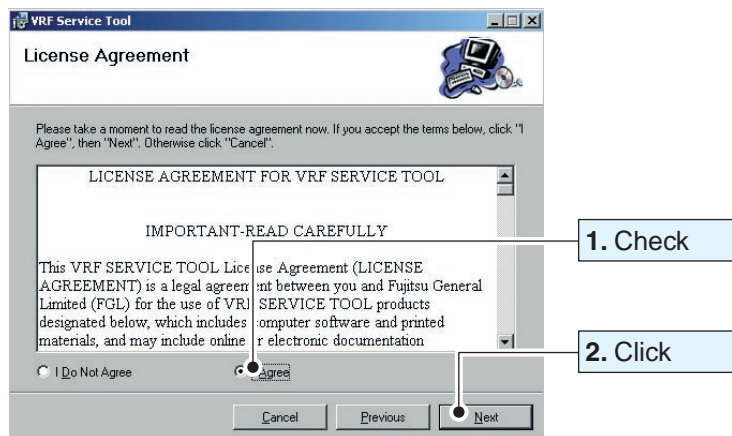 VRF Service Tool
License Agreement
Please take a moment to read the license agreement now. If you accept the terms below, click "I
Agree", then "Next". Otherwise click "Cancel".
LICENSE AGREEMENT FOR VRF SERVICE TOOL
IMPORTANT-READ CAREFULLY
This VRF SERVICE TOOL License Agreement (LICENSE
AGREEMENT) is a legal agreement between you and Fujitsu General
Limited (FGL) for the use of VRF SERVICE TOOL products
designated below, which includes computer software and printed
materials, and may include online or electronic documentation
1. Check
I Do Not Agree
Agree
2. Click
Cancel
Previous
Next